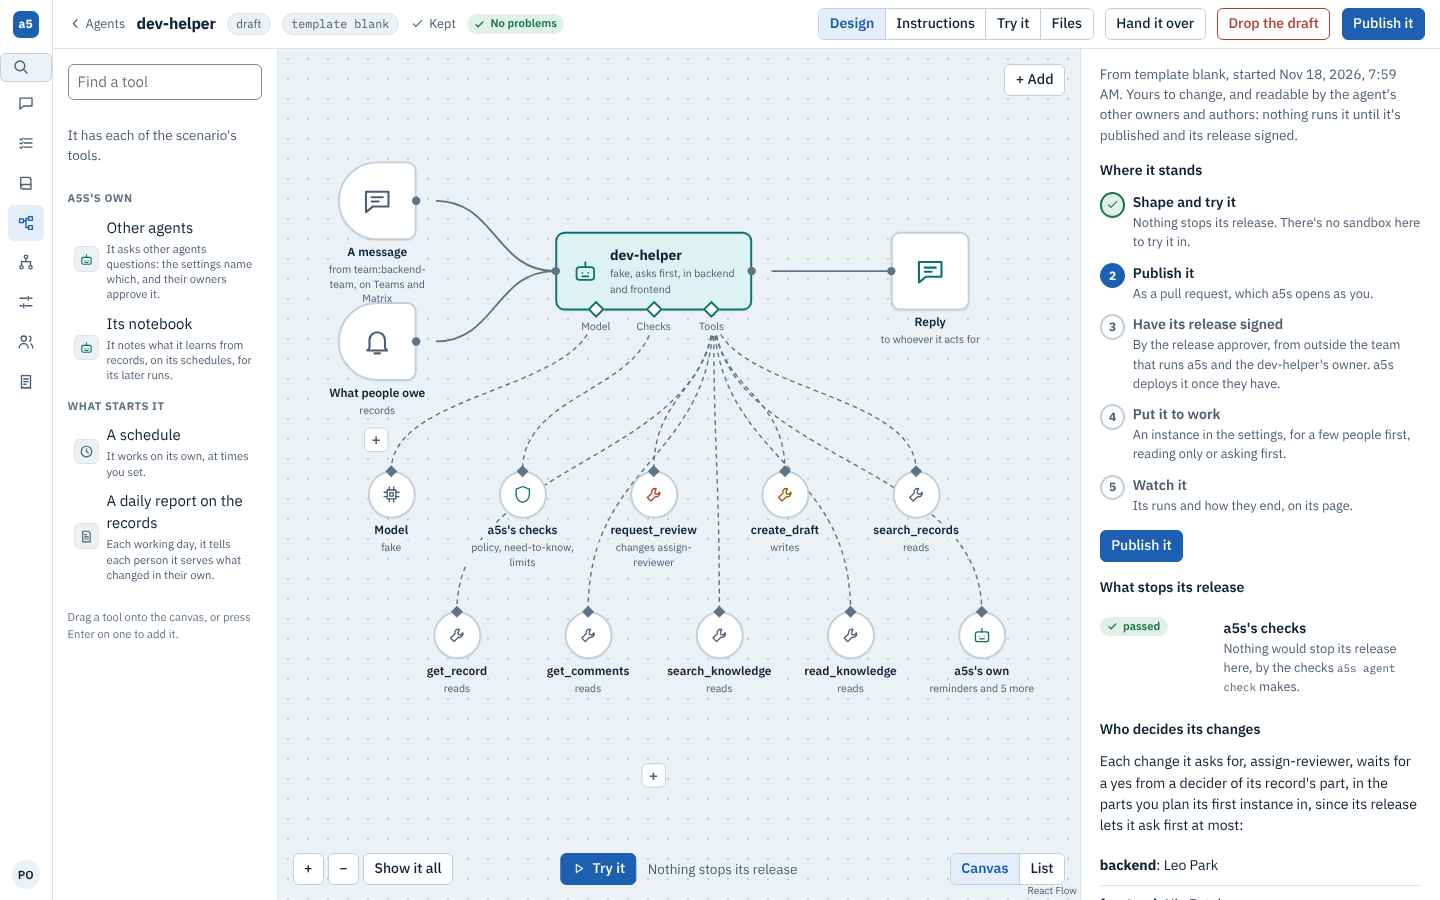 a5
Agents
dev-helper
draft
template blank
Kept
No problems
Design
Instructions
Try it
Files
Hand it over
Drop the draft
Publish it
Find a tool
It has each of the scenario's
tools.
A5S'S OWN
Other agents
It asks other agents
questions: the settings name
which, and their owners
approve it.
Its notebook
It notes what it learns from
records, on its schedules, for
its later runs.
WHAT STARTS IT
A schedule
It works on its own, at times
you set.
A daily report on the
records
Each working day, it tells
each person it serves what
changed in their own.
Drag a tool onto the canvas, or press
Enter on one to add it.
PO
+ Add
A message
from team:backend-
team, on Teams and
Matrix
What people owe
records
+
dev-helper
fake, asks first, in backend
and frontend
Model
Checks
Tools
Reply
to whoever it acts for
Model
fake
a5s's checks
policy, need-to-know,
limits
request_review
changes assign-
reviewer
create_draft
writes
search_records
reads
get_record
reads
get_comments
reads
search_knowledge
reads
read_knowledge
reads
a5s's own
reminders and 5 more
+
+
−
Show it all
Try it
Nothing stops its release
Canvas
List
React Flow
From template blank, started Nov 18, 2026, 7:59
AM. Yours to change, and readable by the agent's
other owners and authors: nothing runs it until it's
published and its release signed.
Where it stands
Shape and try it
Nothing stops its release. There's no sandbox here
to try it in.
2
Publish it
As a pull request, which a5s opens as you.
3
Have its release signed
By the release approver, from outside the team
that runs a5s and the dev-helper's owner. a5s
deploys it once they have.
4
Put it to work
An instance in the settings, for a few people first,
reading only or asking first.
5
Watch it
Its runs and how they end, on its page.
Publish it
What stops its release
passed
a5s's checks
Nothing would stop its release
here, by the checks a5s agent
check makes.
Who decides its changes
Each change it asks for, assign-reviewer, waits for
a yes from a decider of its record's part, in the
parts you plan its first instance in, since its release
lets it ask first at most:
backend: Leo Park